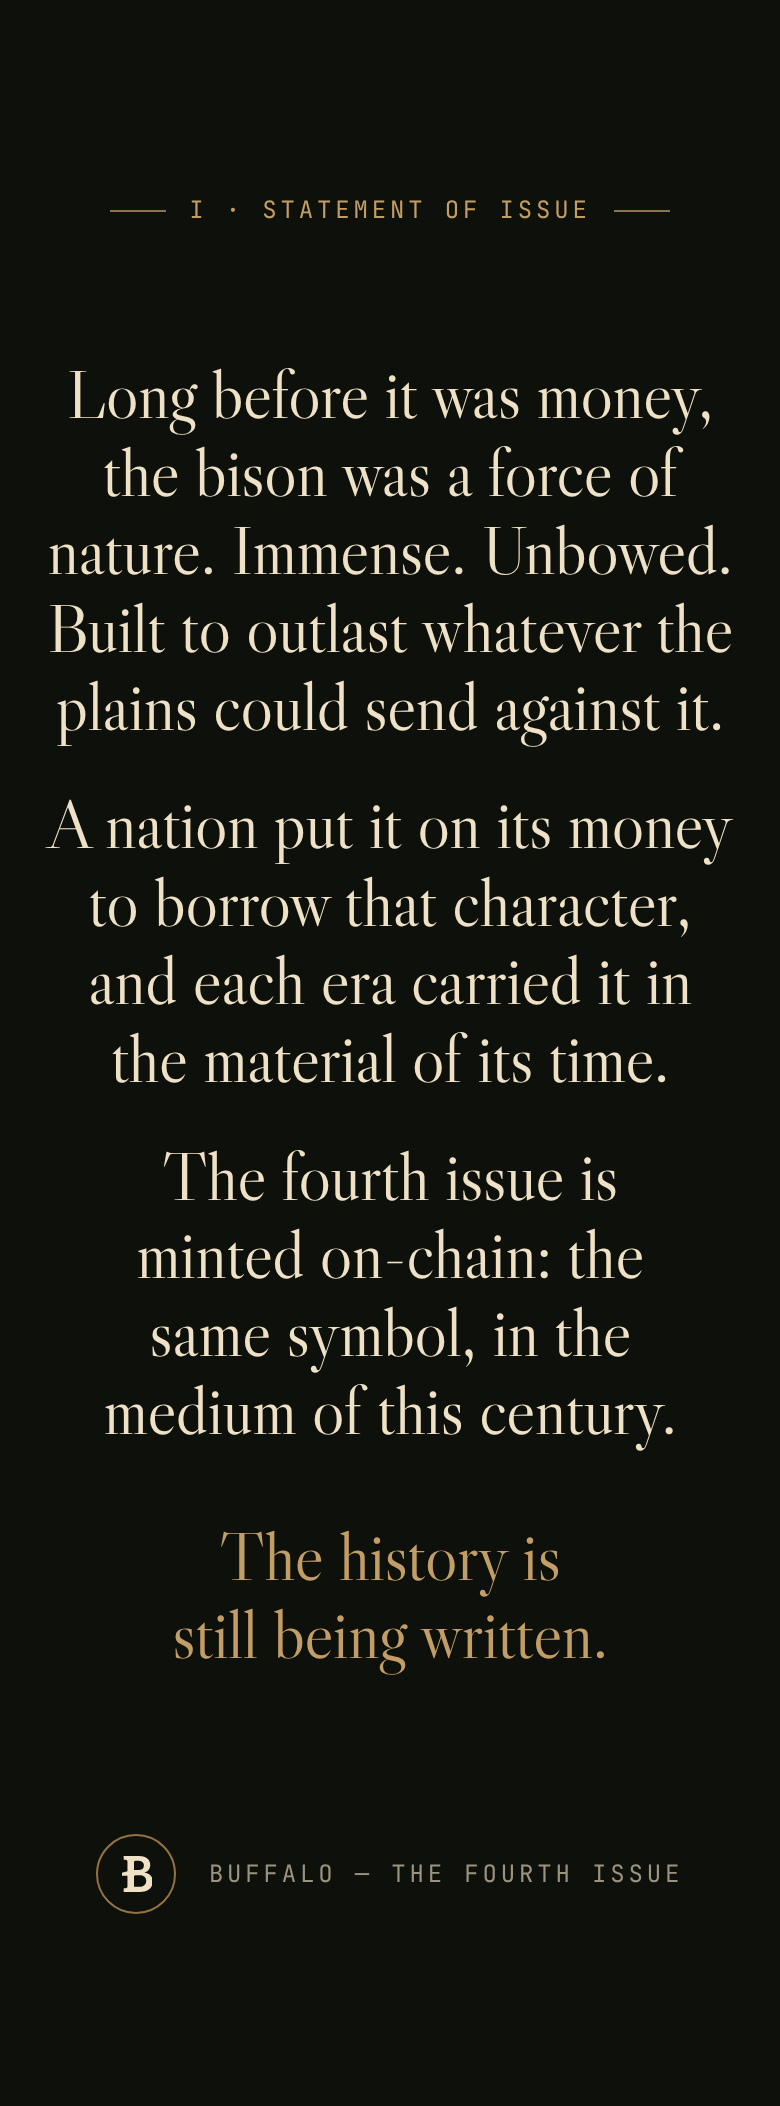 I · STATEMENT OF ISSUE
Long before it was money,
the bison was a force of
nature. Immense. Unbowed.
Built to outlast whatever the
plains could send against it.
A nation put it on its money
to borrow that character,
and each era carried it in
the material of its time.
The fourth issue is
minted on-chain: the
same symbol, in the
medium of this century.
The history is
still being written.
B BUFFALO — THE FOURTH ISSUE